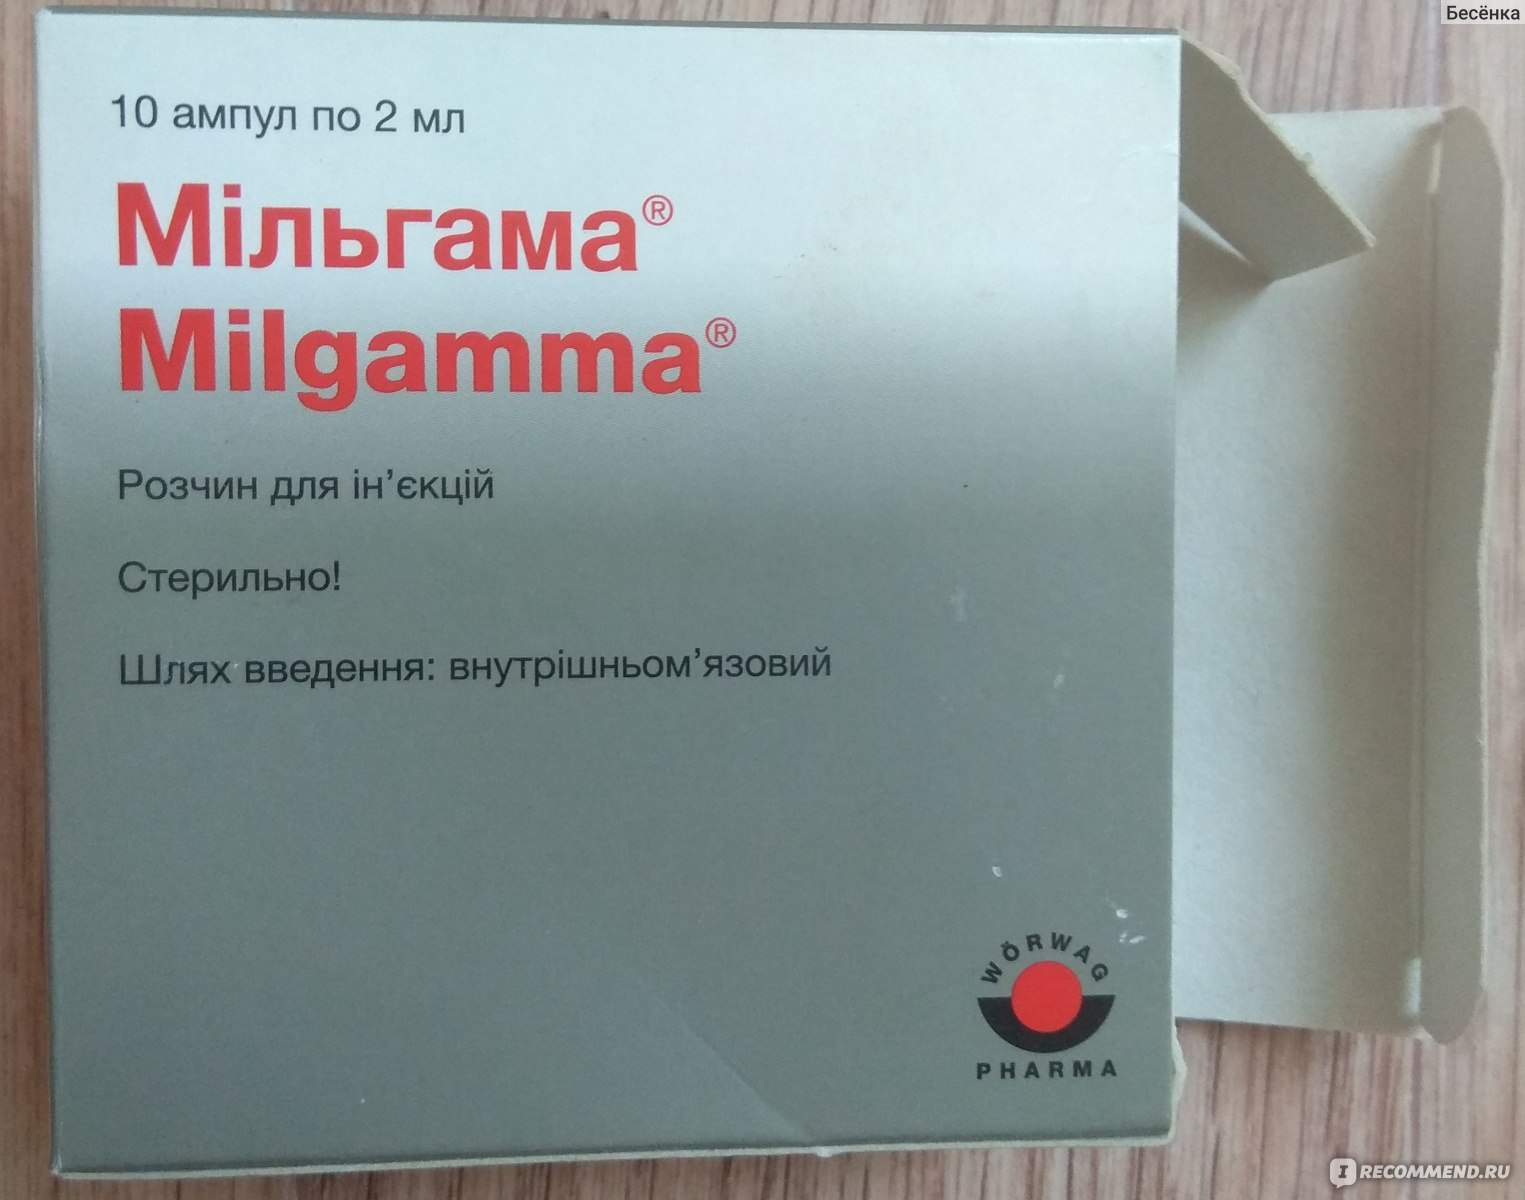 Бесёнка
10 ампул по 2 мл
Мільгама®
Milgamma®
Розчин для ін’єкцій
Стерильно!
Шлях введення: внутрішньом’язовий
WÖRWAG
PHARMA
IRECOMMEND.RU